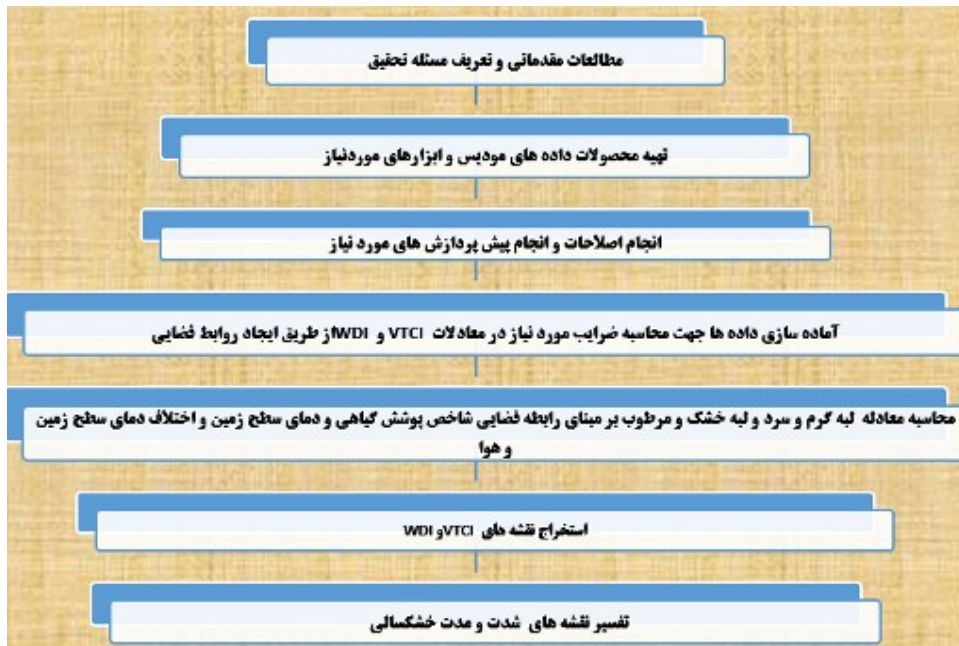 مطالعات مقدماتی و تعریف مسئله تحقیق
تهیه محصولات داده های مودیس و ابزارهای موردنیاز
انجام اصلاحات و انجام پیش پردازش های مورد نیاز
آماده سازی داده ها جهت محاسبه ضرایب مورد نیاز در معادلات VTCI و WDIاز طریق ایجاد روابط فضایی
محاسبه معادله لبه گرم و سرد و لبه خشک و مرطوب بر مبنای رابطه فضایی شاخص پوشش گیاهی و دمای سطح زمین و اختلاف دمای سطح زمین
و هوا
استخراج نقشه های VTCIو WDI
تفسیر نقشه های شدت و مدت خشکسالی